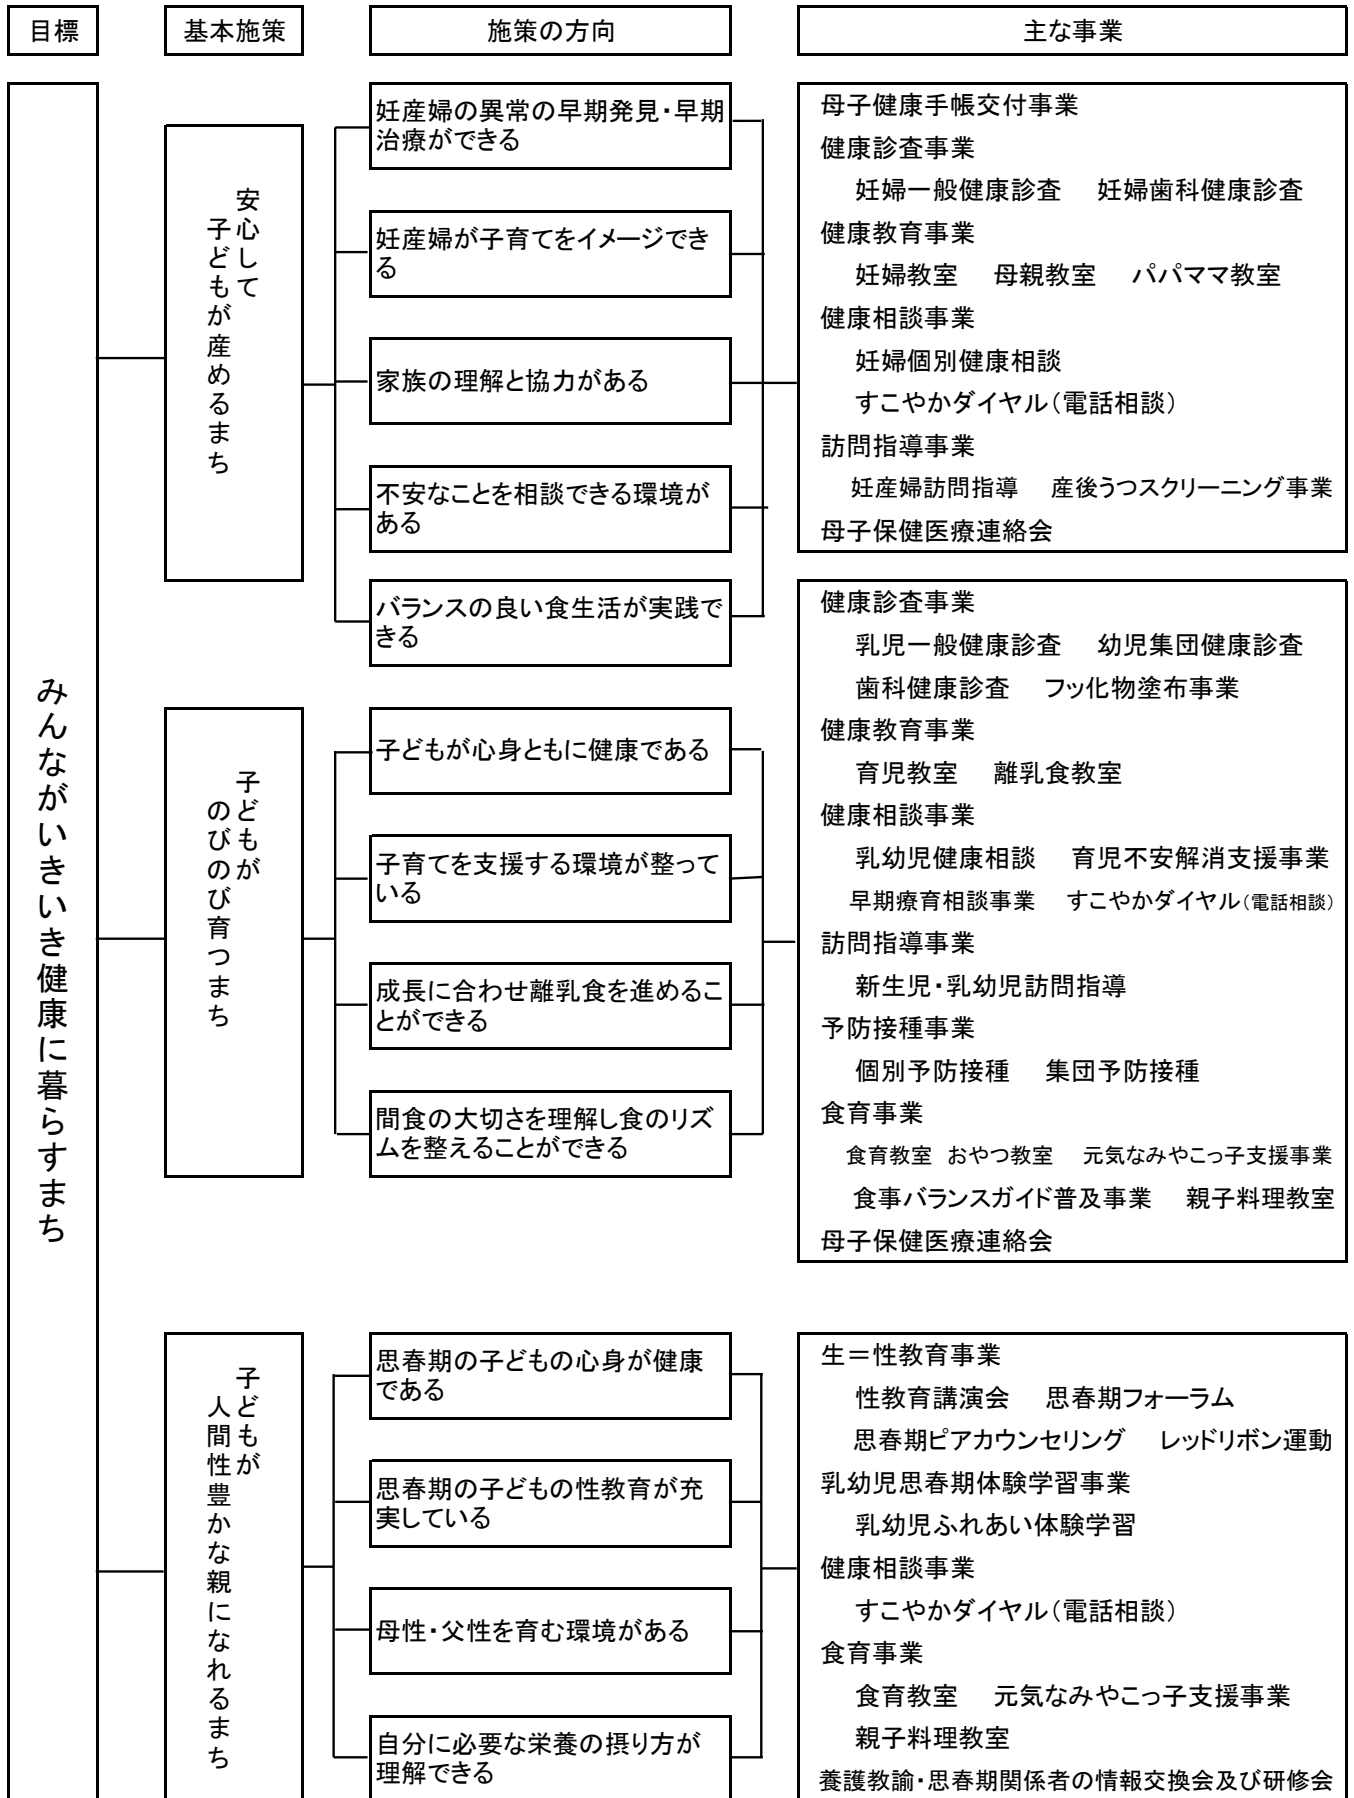 目標
基本施策
施策の方向
主な事業
みんながいきいき健康に暮らすまち
安心して
子どもが産めるまち
妊産婦の異常の早期発見・早期
治療ができる
妊産婦が子育てをイメージでき
る
家族の理解と協力がある
不安なことを相談できる環境が
ある
バランスの良い食生活が実践で
きる
母子健康手帳交付事業
健康診査事業
妊婦一般健康診査 妊婦歯科健康診査
健康教育事業
妊婦教室 母親教室 パパママ教室
健康相談事業
妊婦個別健康相談
すこやかダイヤル(電話相談)
訪問指導事業
妊産婦訪問指導 産後うつスクリーニング事業
母子保健医療連絡会
子どもが
のびのび育つまち
子どもが心身ともに健康である
子育てを支援する環境が整って
いる
成長に合わせ離乳食を進めるこ
とができる
間食の大切さを理解し食のリズ
ムを整えることができる
健康診査事業
乳児一般健康診査 幼児集団健康診査
歯科健康診査 フッ化物塗布事業
健康教育事業
育児教室 離乳食教室
健康相談事業
乳幼児健康相談 育児不安解消支援事業
早期療育相談事業 すこやかダイヤル(電話相談)
訪問指導事業
新生児・乳幼児訪問指導
予防接種事業
個別予防接種 集団予防接種
食育事業
食育教室 おやつ教室 元気なみやこっ子支援事業
食事バランスガイド普及事業 親子料理教室
母子保健医療連絡会
子どもが
人間性豊かな親になれるまち
思春期の子どもの心身が健康
である
思春期の子どもの性教育が充
実している
母性・父性を育む環境がある
自分に必要な栄養の摂り方が
理解できる
生=性教育事業
性教育講演会 思春期フォーラム
思春期ピアカウンセリング レッドリボン運動
乳幼児思春期体験学習事業
乳幼児ふれあい体験学習
健康相談事業
すこやかダイヤル(電話相談)
食育事業
食育教室 元気なみやこっ子支援事業
親子料理教室
養護教諭・思春期関係者の情報交換会及び研修会